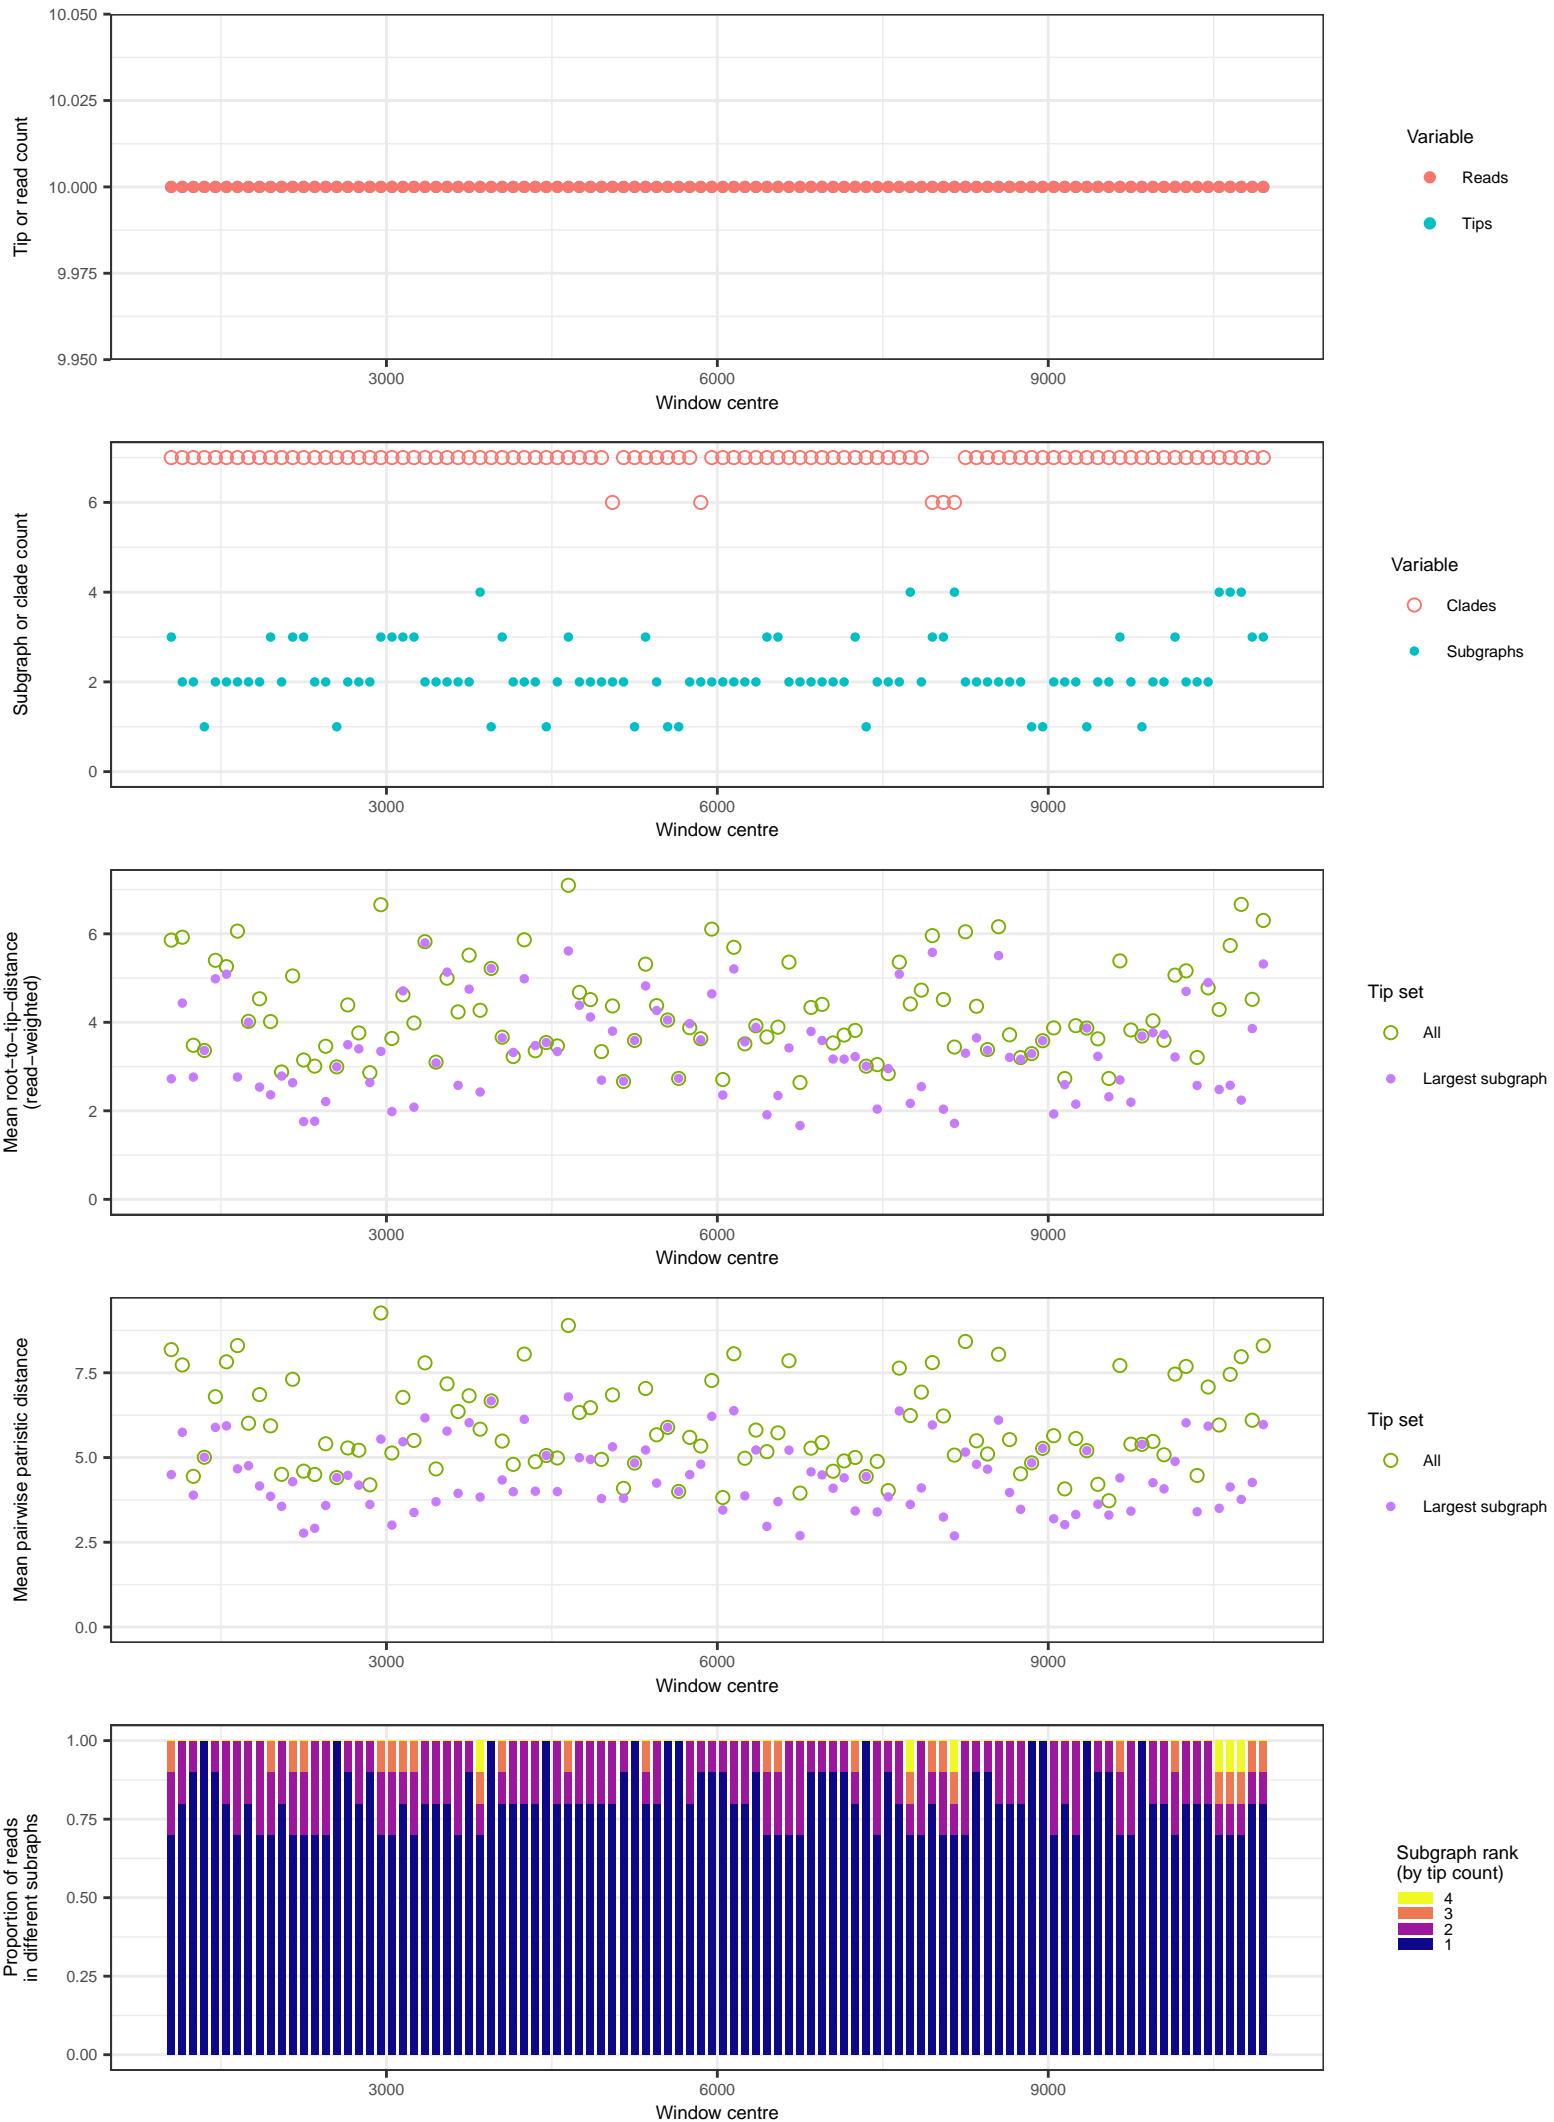 10.050
10.025
10.000
9.975
9.950
Tip or read count
3000 6000 9000
Window centre
Variable
Reads
Tips
6
4
2
0
Subgraph or clade count
3000 6000 9000
Window centre
Variable
Clades
Subgraphs
6
4
2
0
Mean root−to−tip−distance
(read−weighted)
3000 6000 9000
Window centre
Tip set
All
Largest subgraph
7.5
5.0
2.5
0.0
Mean pairwise patristic distance
3000 6000 9000
Window centre
Tip set
All
Largest subgraph
1.00
0.75
0.50
0.25
0.00
Proportion of reads
in different subraphs
3000 6000 9000
Window centre
Subgraph rank
(by tip count)
4
3
2
1